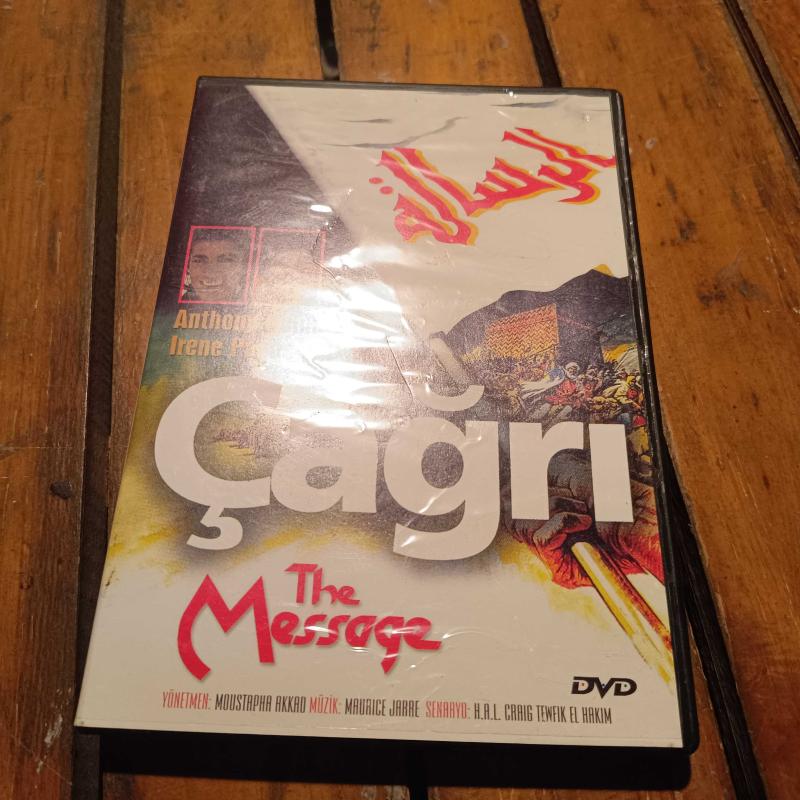 الرسالة
Anthony
Irene
Çağrı
The
Message
DVD
YÖNETMEN: MOUSTAPHA AKKAD MÜZİK: MAURICE JARRE SENARYO: H.A.L. CRAIG TEWFIK EL HAKIM